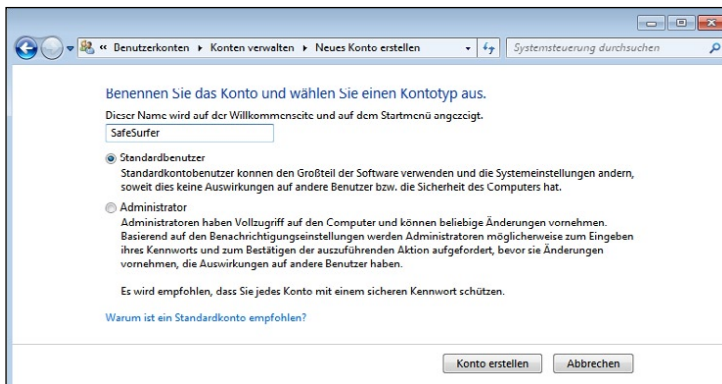 « Benutzerkonten ▸ Konten verwalten ▸ Neues Konto erstellen
Systemsteuerung durchsuchen
Benennen Sie das Konto und wählen Sie einen Kontotyp aus.
Dieser Name wird auf der Willkommenseite und auf dem Startmenü angezeigt.
SafeSurfer
Standardbenutzer
Standardkontobenutzer konnen den Großteil der Software verwenden und die Systemeinstellungen andern,
soweit dies keine Auswirkungen auf andere Benutzer bzw. die Sicherheit des Computers hat.
Administrator
Administratoren haben Vollzugriff auf den Computer und können beliebige Änderungen vornehmen.
Basierend auf den Benachrichtigungseinstellungen werden Administratoren möglicherweise zum Eingeben
ihres Kennworts und zum Bestätigen der auszuführenden Aktion aufgefordert, bevor sie Änderungen
vornehmen, die Auswirkungen auf andere Benutzer haben.
Es wird empfohlen, dass Sie jedes Konto mit einem sicheren Kennwort schützen.
Warum ist ein Standardkonto empfohlen?
Konto erstellen
Abbrechen